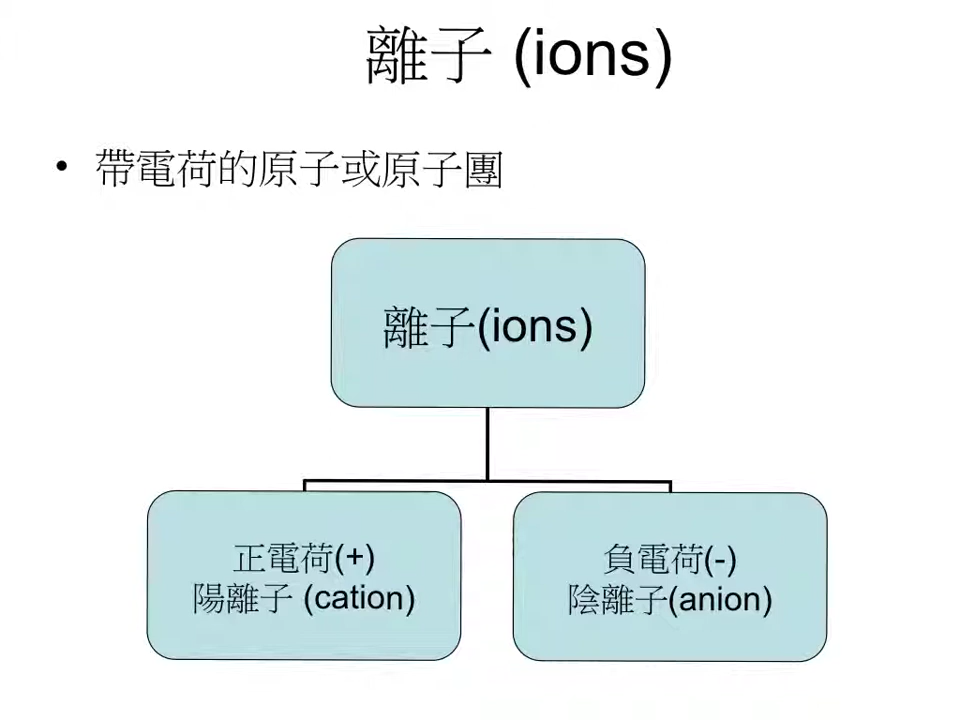 離子 (ions)
• 帶電荷的原子或原子團
離子(ions)
正電荷(+)
陽離子 (cation)
負電荷(-)
陰離子(anion)